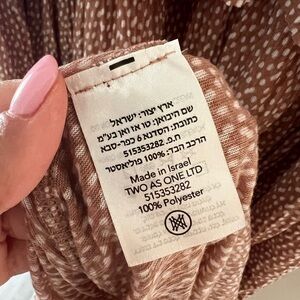 ארץ יצור: ישראל
שם היבואן: טו אז וואן בע"מ
כתובת: הסדנא 6 כפר-סבא
ח.פ. 515353282
הרכב הבד: 100% פוליאסטר
Made in Israel
TWO AS ONE LTD
515353282
100% Polyester